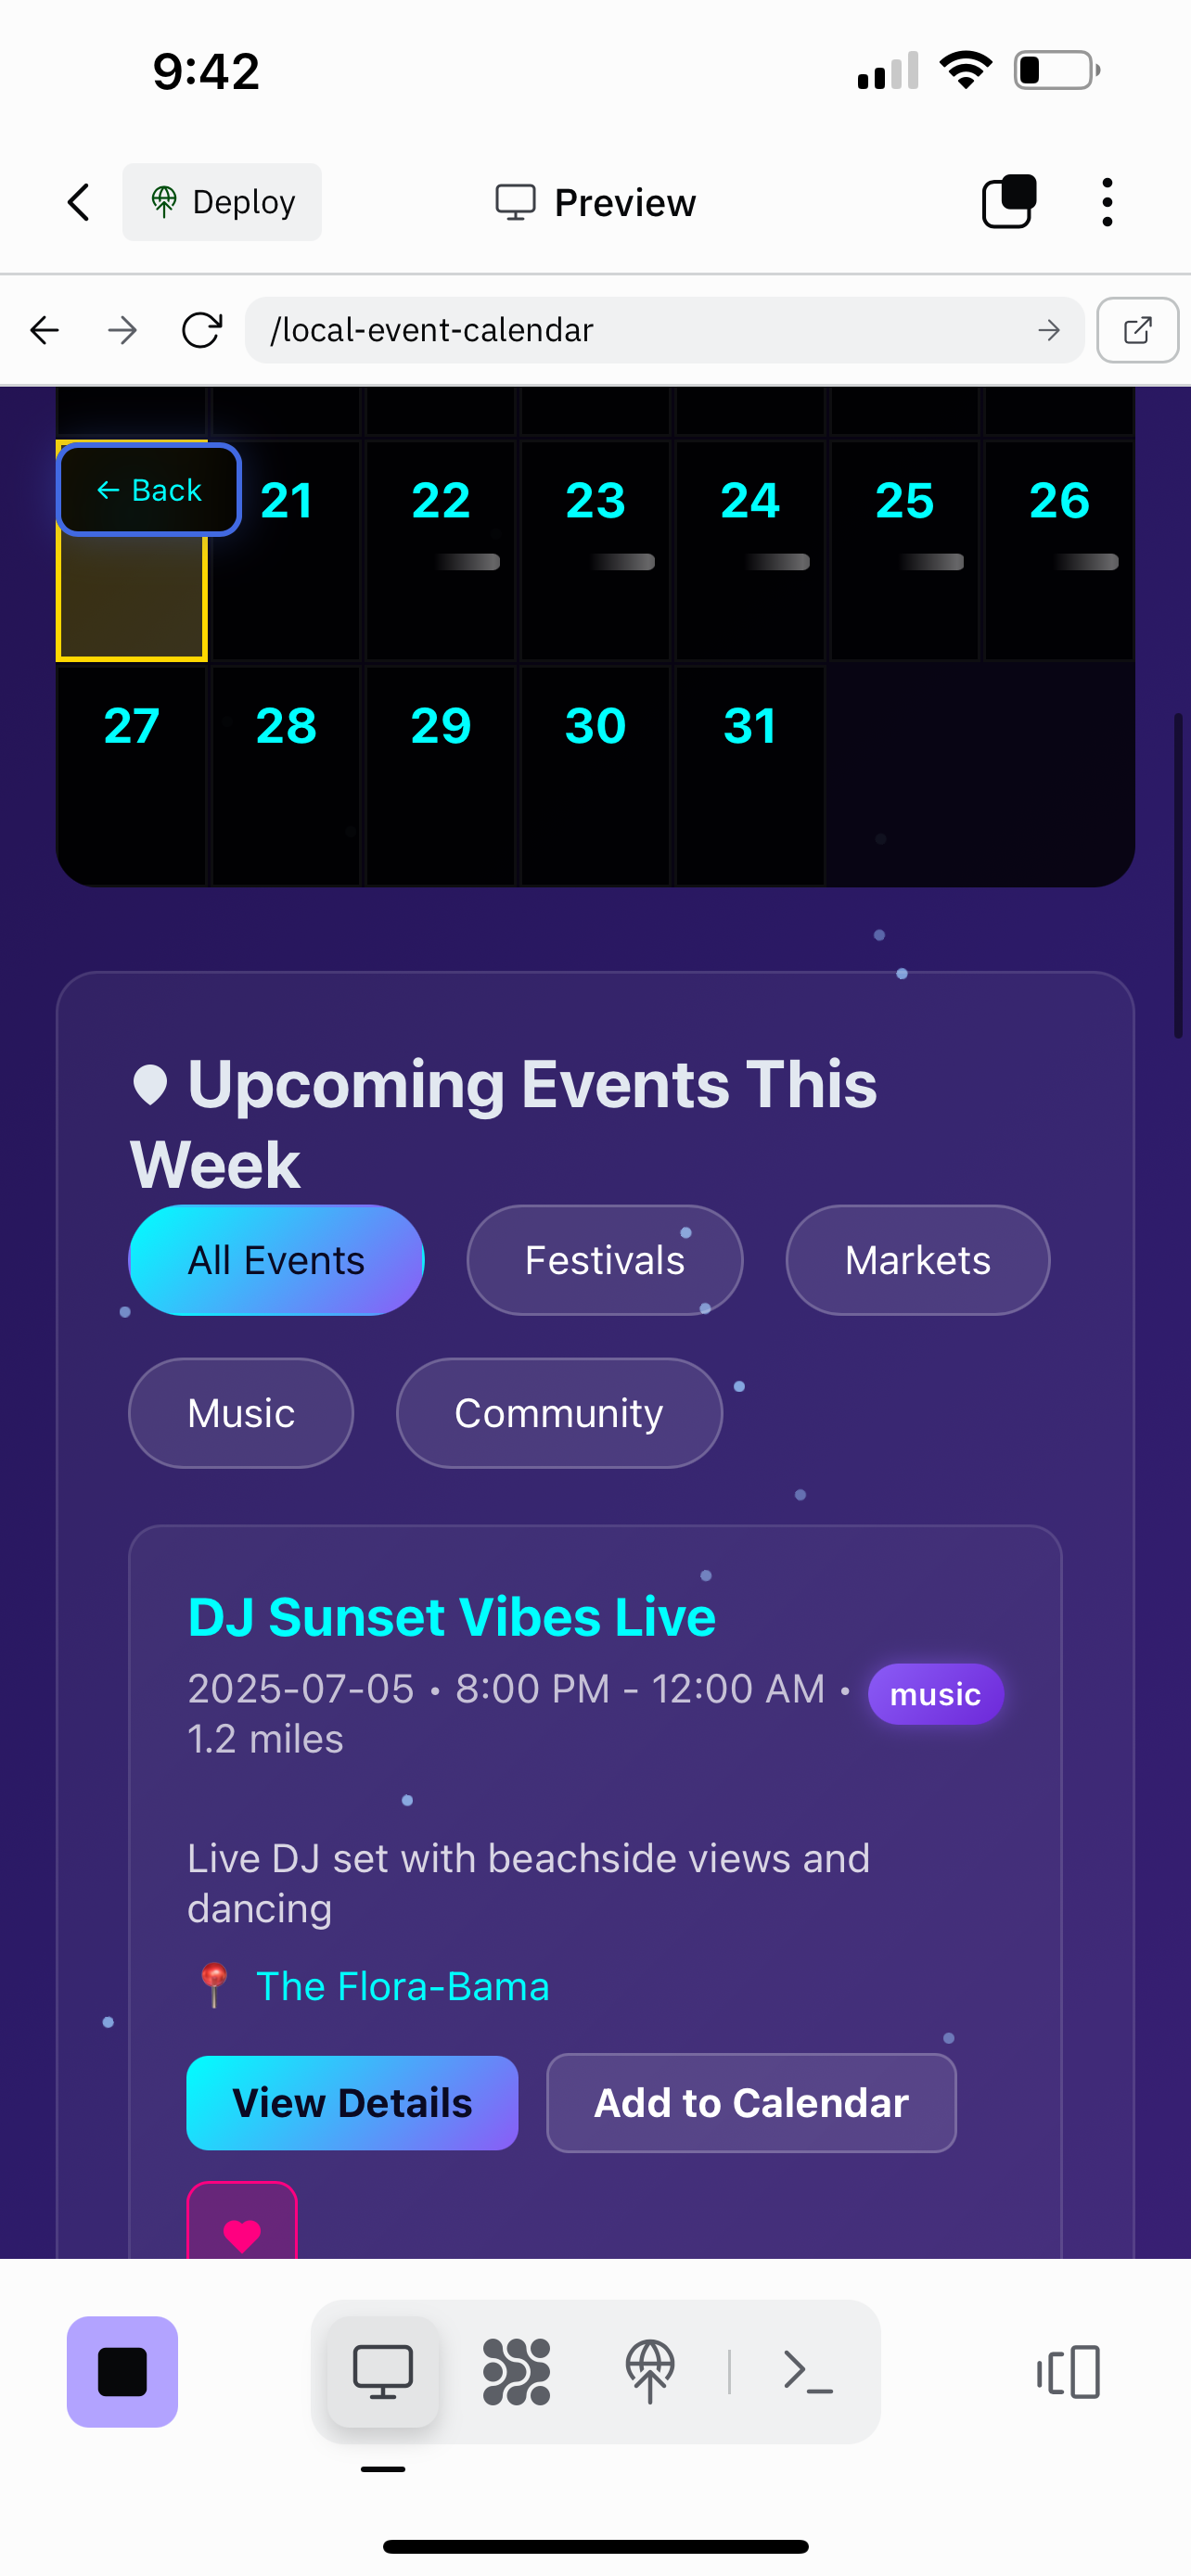 9:42
Deploy
Preview
/local-event-calendar
← Back
21 22 23 24 25 26
27 28 29 30 31
Upcoming Events This
Week
All Events
Festivals
Markets
Music
Community
DJ Sunset Vibes Live
2025-07-05 • 8:00 PM - 12:00 AM •
1.2 miles
music
Live DJ set with beachside views and
dancing
The Flora-Bama
View Details
Add to Calendar